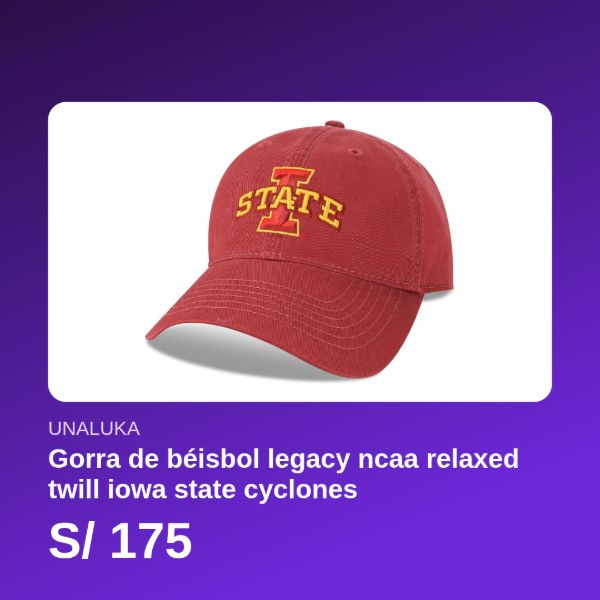 I
STATE
UNALUKA
Gorra de béisbol legacy ncaa relaxed
twill iowa state cyclones
S/ 175